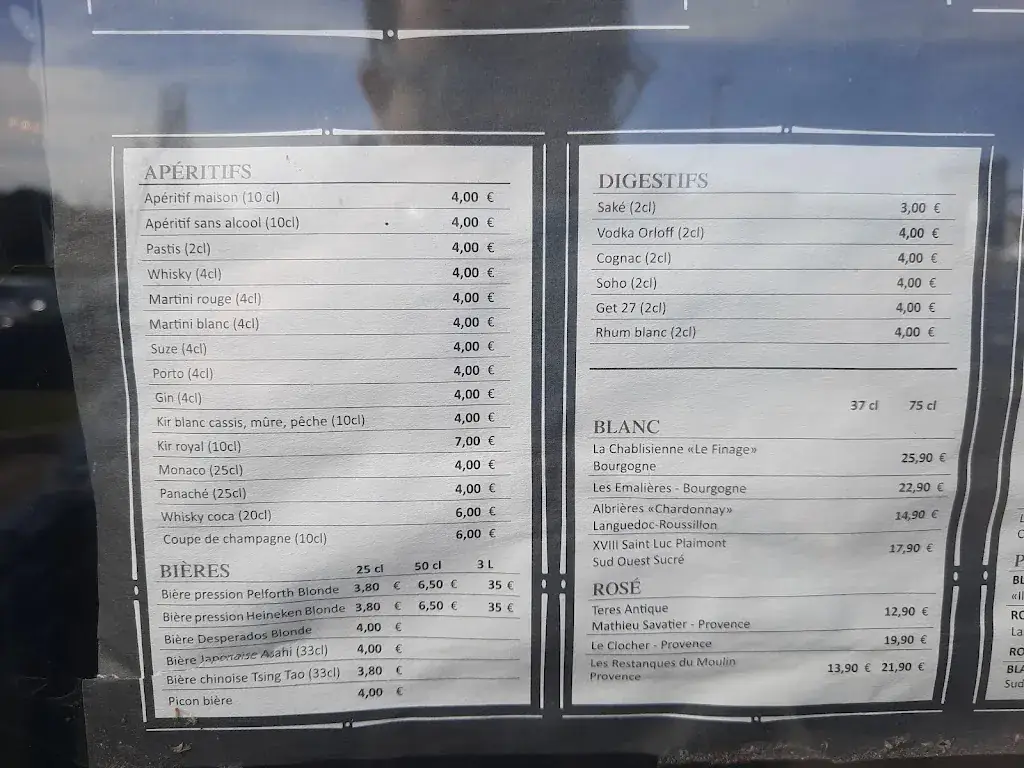 APÉRITIFS
Apéritif maison (10 cl) 4,00 €
Apéritif sans alcool (10cl) 4,00 €
Pastis (2cl) 4,00 €
Whisky (4cl) 4,00 €
Martini rouge (4cl) 4,00 €
Martini blanc (4cl) 4,00 €
Suze (4cl) 4,00 €
Porto (4cl) 4,00 €
Gin (4cl) 4,00 €
Kir blanc cassis, mûre, pêche (10cl) 4,00 €
Kir royal (10cl) 7,00 €
Monaco (25cl) 4,00 €
Panaché (25cl) 4,00 €
Whisky coca (20cl) 6,00 €
Coupe de champagne (10cl) 6,00 €
BIÈRES 25 cl 50 cl 3 L
Bière pression Pelforth Blonde 3,80 € 6,50 € 35 €
Bière pression Heineken Blonde 3,80 € 6,50 € 35 €
Bière Desperados Blonde 4,00 €
Bière Japonaise Asahi (33cl) 4,00 €
Bière chinoise Tsing Tao (33cl) 3,80 €
Picon bière 4,00 €
DIGESTIFS
Saké (2cl) 3,00 €
Vodka Orloff (2cl) 4,00 €
Cognac (2cl) 4,00 €
Soho (2cl) 4,00 €
Get 27 (2cl) 4,00 €
Rhum blanc (2cl) 4,00 €
37 cl 75 cl
BLANC
La Chablisienne «Le Finage»
Bourgogne 25,90 €
Les Emalières - Bourgogne 22,90 €
Albrières «Chardonnay»
Languedoc-Roussillon 14,90 €
XVIII Saint Luc Plaimont
Sud Ouest Sucré 17,90 €
ROSÉ
Teres Antique
Mathieu Savatier - Provence 12,90 €
Le Clocher - Provence 19,90 €
Les Restanques du Moulin
Provence 13,90 € 21,90 €